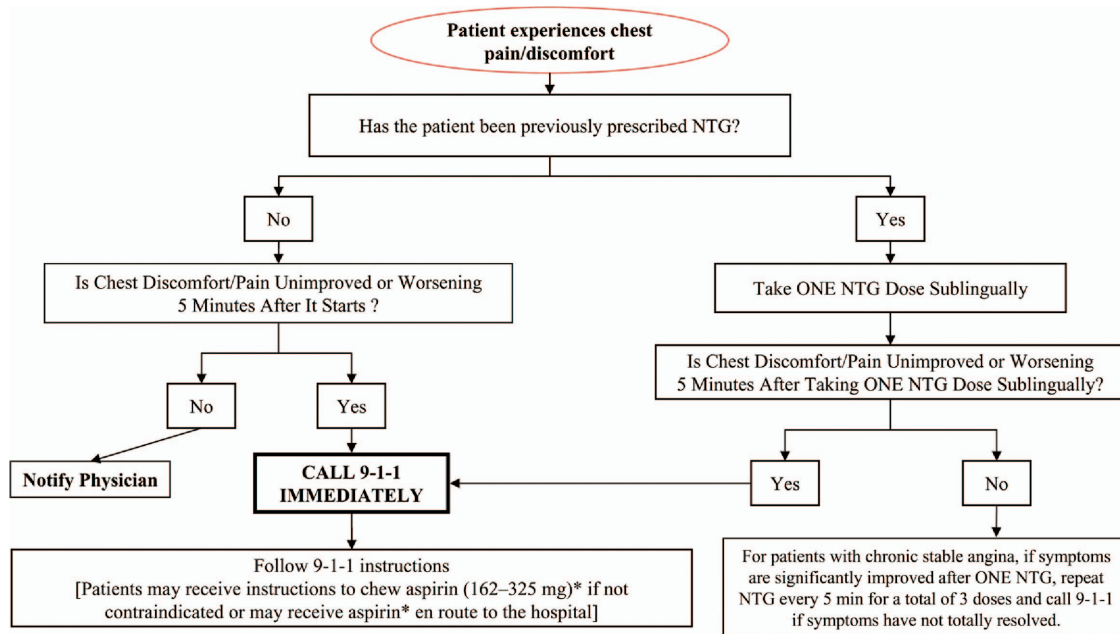 Patient experiences chest
pain/discomfort
Has the patient been previously prescribed NTG?
No
Yes
Is Chest Discomfort/Pain Unimproved or Worsening
5 Minutes After It Starts ?
Take ONE NTG Dose Sublingually
Is Chest Discomfort/Pain Unimproved or Worsening
5 Minutes After Taking ONE NTG Dose Sublingually?
No
Yes
Notify Physician
CALL 9-1-1
IMMEDIATELY
Yes
No
Follow 9-1-1 instructions
[Patients may receive instructions to chew aspirin (162–325 mg)* if not
contraindicated or may receive aspirin* en route to the hospital]
For patients with chronic stable angina, if symptoms
are significantly improved after ONE NTG, repeat
NTG every 5 min for a total of 3 doses and call 9-1-1
if symptoms have not totally resolved.